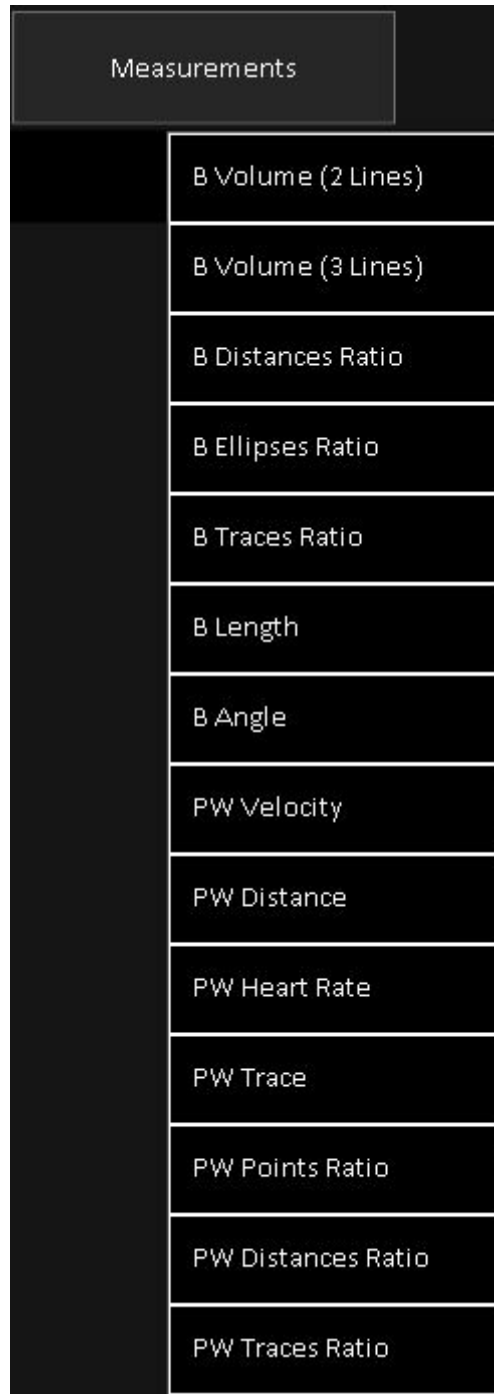 Measurements
B Volume (2 Lines)
B Volume (3 Lines)
B Distances Ratio
B Ellipses Ratio
B Traces Ratio
B Length
B Angle
PW Velocity
PW Distance
PW Heart Rate
PW Trace
PW Points Ratio
PW Distances Ratio
PW Traces Ratio